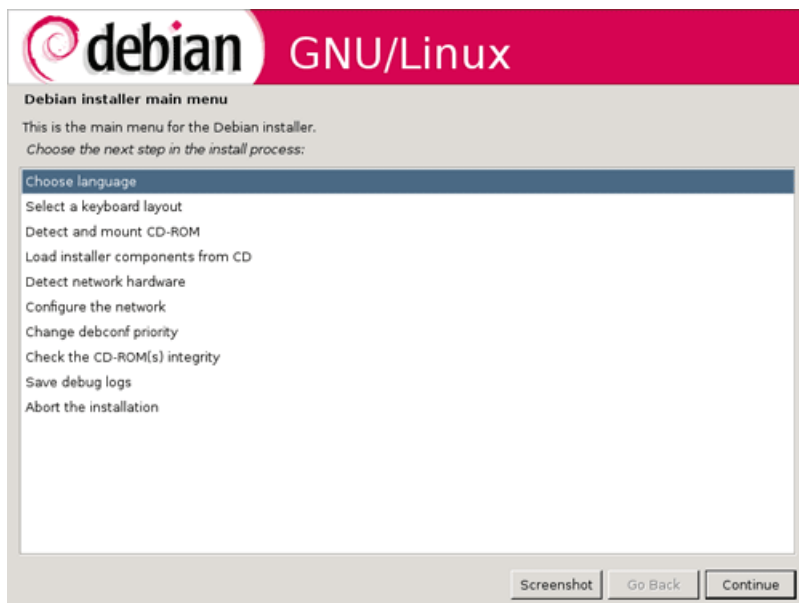 debian GNU/Linux
Debian installer main menu
This is the main menu for the Debian installer.
Choose the next step in the install process:
Choose language
Select a keyboard layout
Detect and mount CD-ROM
Load installer components from CD
Detect network hardware
Configure the network
Change debconf priority
Check the CD-ROM(s) integrity
Save debug logs
Abort the installation
Screenshot Go Back Continue